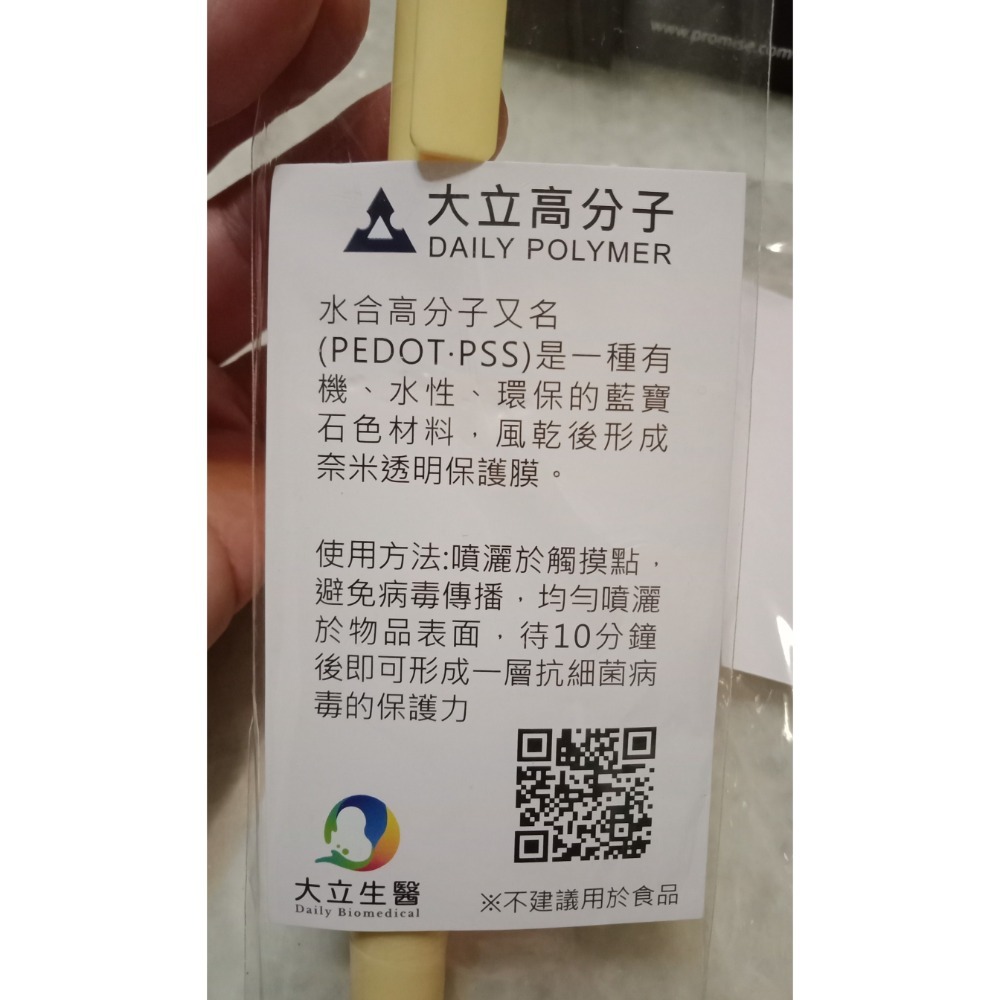 www.promise.com
大立高分子
DAILY POLYMER
水合高分子又名
(PEDOT·PSS)是一種有
機、水性、環保的藍寶
石色材料，風乾後形成
奈米透明保護膜。
使用方法:噴灑於觸摸點，
避免病毒傳播，均勻噴灑
於物品表面，待10分鐘
後即可形成一層抗細菌病
毒的保護力
大立生醫
Daily Biomedical
※不建議用於食品